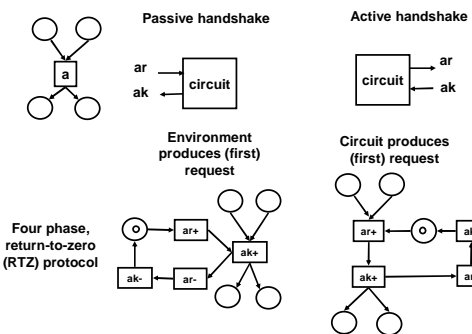 Passive handshake
Active handshake
a
ar
ak
circuit
circuit
ar
ak
Environment
produces (first)
request
Circuit produces
(first) request
Four phase,
return-to-zero
(RTZ) protocol
ar+
ak+
ak-
ar-
ar+
ak+